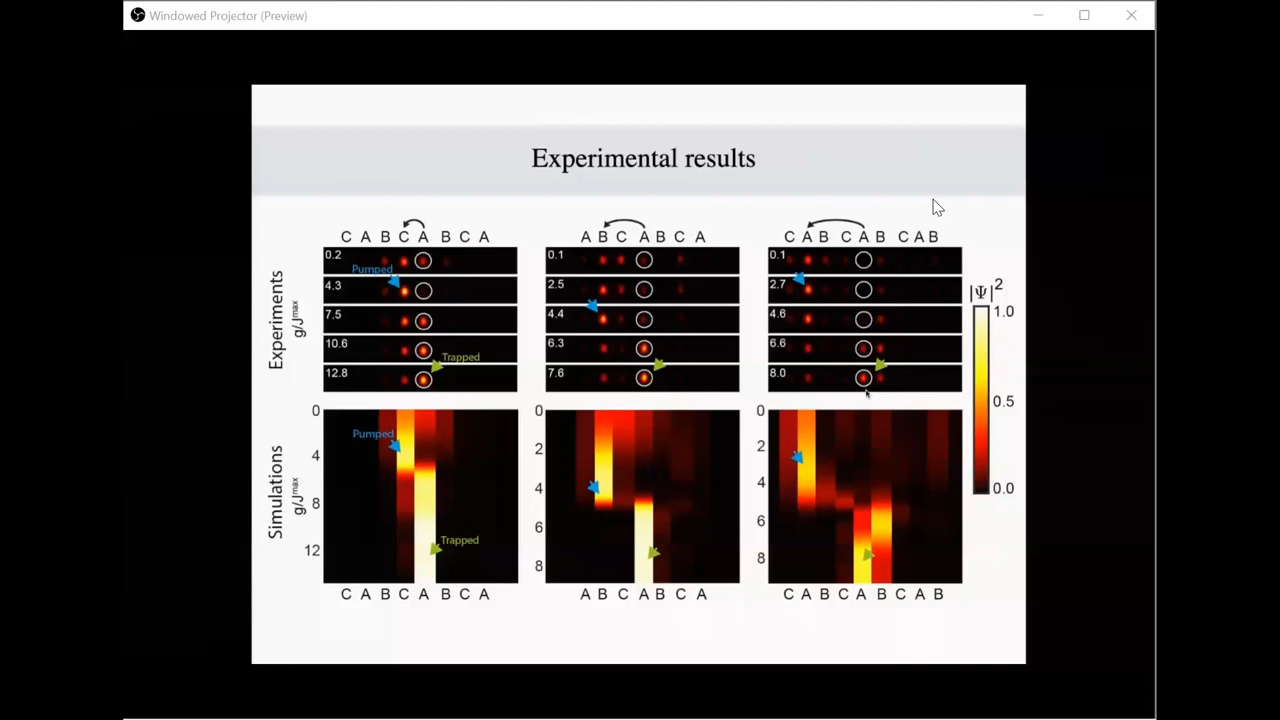 Windowed Projector (Preview)
Experimental results
C A B C A B C A
A B C A B C A
C A B C A B C A B
Experiments
g/Jmax
0.2
Pumped
4.3
7.5
10.6
Trapped
12.8
0.1
2.5
4.4
6.3
7.6
0.1
2.7
4.6
6.6
8.0
|Ψ|2
1.0
0.5
0.0
Simulations
g/Jmax
0
4
8
12
Pumped
Trapped
0
2
4
6
8
0
2
4
6
8
C A B C A B C A
A B C A B C A
C A B C A B C A B